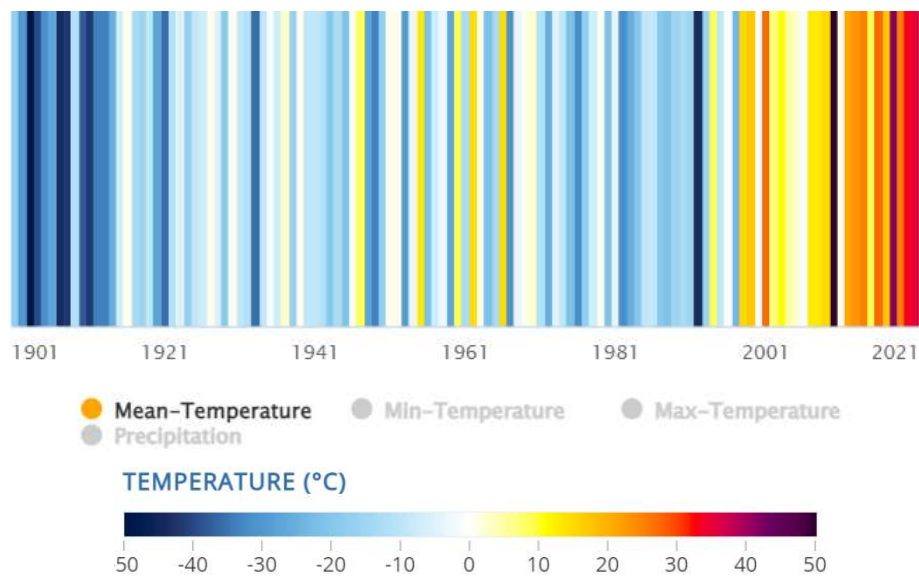 1901 1921 1941 1961 1981 2001 2021
Mean-Temperature Min-Temperature Max-Temperature
Precipitation
TEMPERATURE (°C)
50 -40 -30 -20 -10 0 10 20 30 40 50